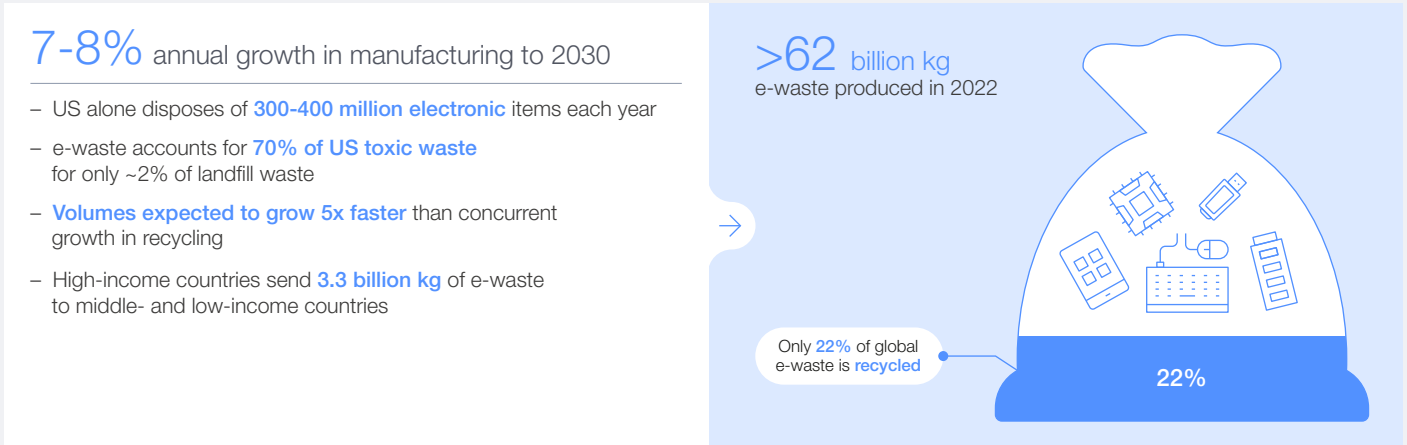 7-8% annual growth in manufacturing to 2030
– US alone disposes of 300-400 million electronic items each year
– e-waste accounts for 70% of US toxic waste
for only ~2% of landfill waste
– Volumes expected to grow 5x faster than concurrent
growth in recycling
– High-income countries send 3.3 billion kg of e-waste
to middle- and low-income countries
>62 billion kg
e-waste produced in 2022
Only 22% of global
e-waste is recycled
22%